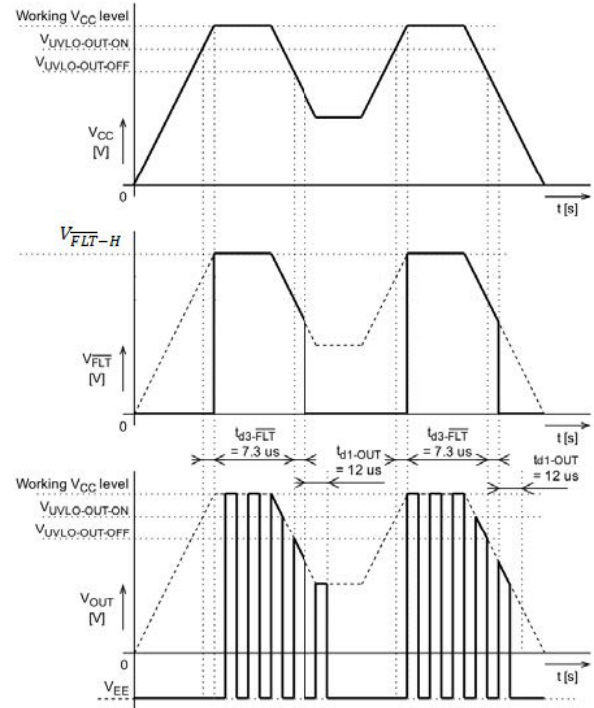 Working VCC level
VUVLO-OUT-ON
VUVLO-OUT-OFF
VCC
[V]
0
t [s]
VFLT-H
VFLT
[V]
0
t [s]
td3-FLT
= 7.3 us
td1-OUT
= 12 us
td3-FLT
= 7.3 us
td1-OUT
= 12 us
Working VCC level
VUVLO-OUT-ON
VUVLO-OUT-OFF
VOUT
[V]
0
t [s]
VEE